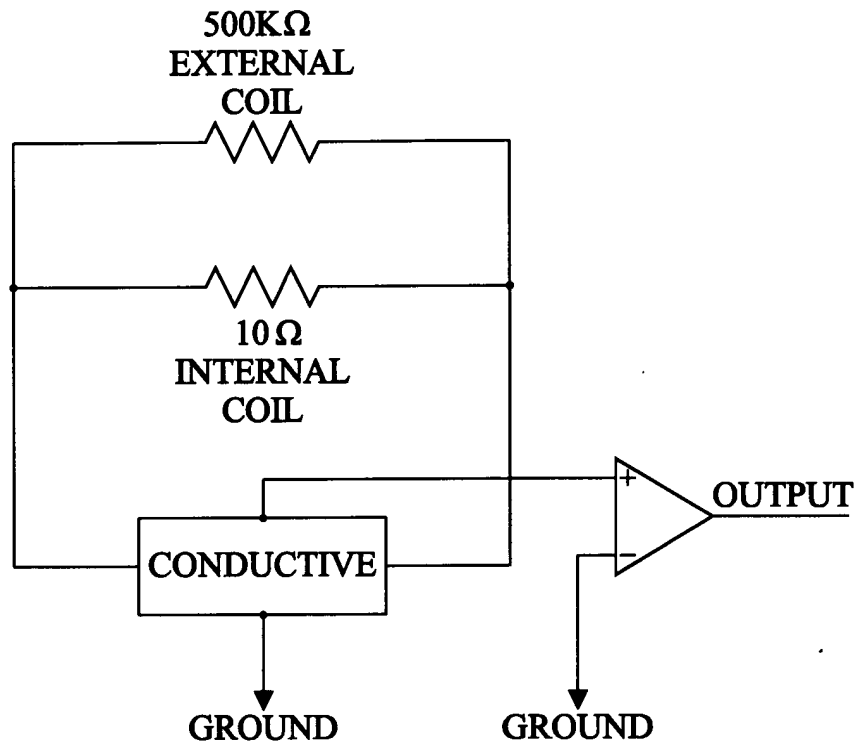 500KΩ
EXTERNAL
COIL
10Ω
INTERNAL
COIL
+
OUTPUT
CONDUCTIVE
−
GROUND
GROUND